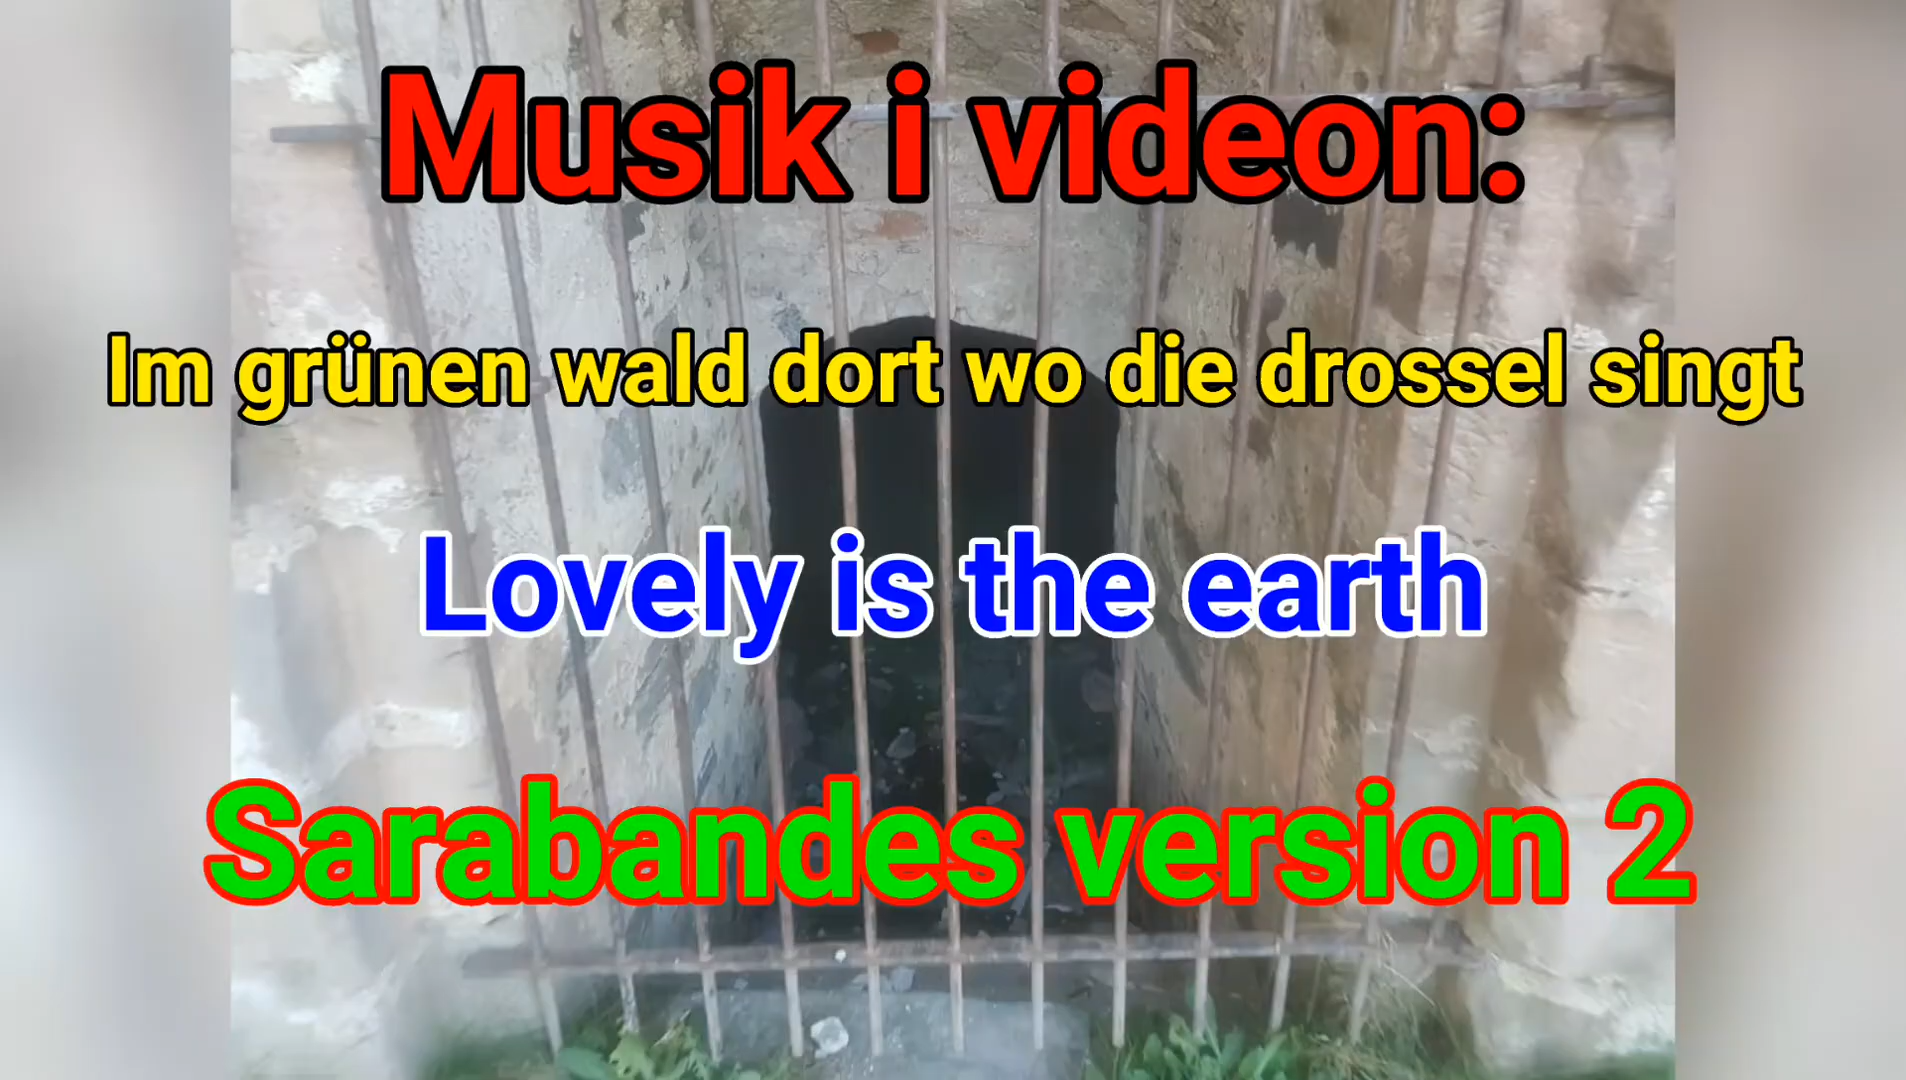 Musik i videon:
Im grünen wald dort wo die drossel singt
Lovely is the earth
Sarabandes version 2